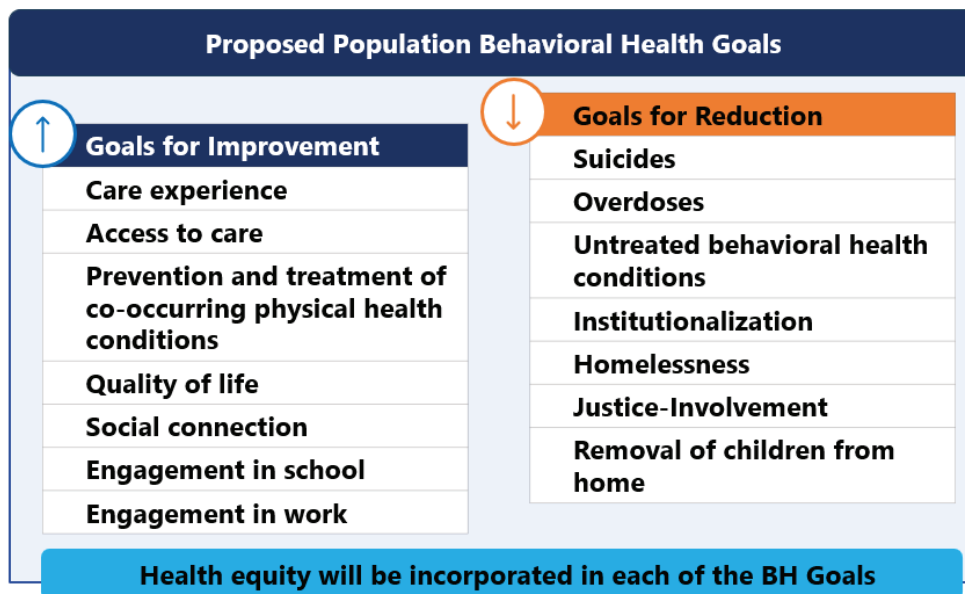 Proposed Population Behavioral Health Goals
Goals for Improvement
Care experience
Access to care
Prevention and treatment of
co-occurring physical health
conditions
Quality of life
Social connection
Engagement in school
Engagement in work
Goals for Reduction
Suicides
Overdoses
Untreated behavioral health
conditions
Institutionalization
Homelessness
Justice-Involvement
Removal of children from
home
Health equity will be incorporated in each of the BH Goals